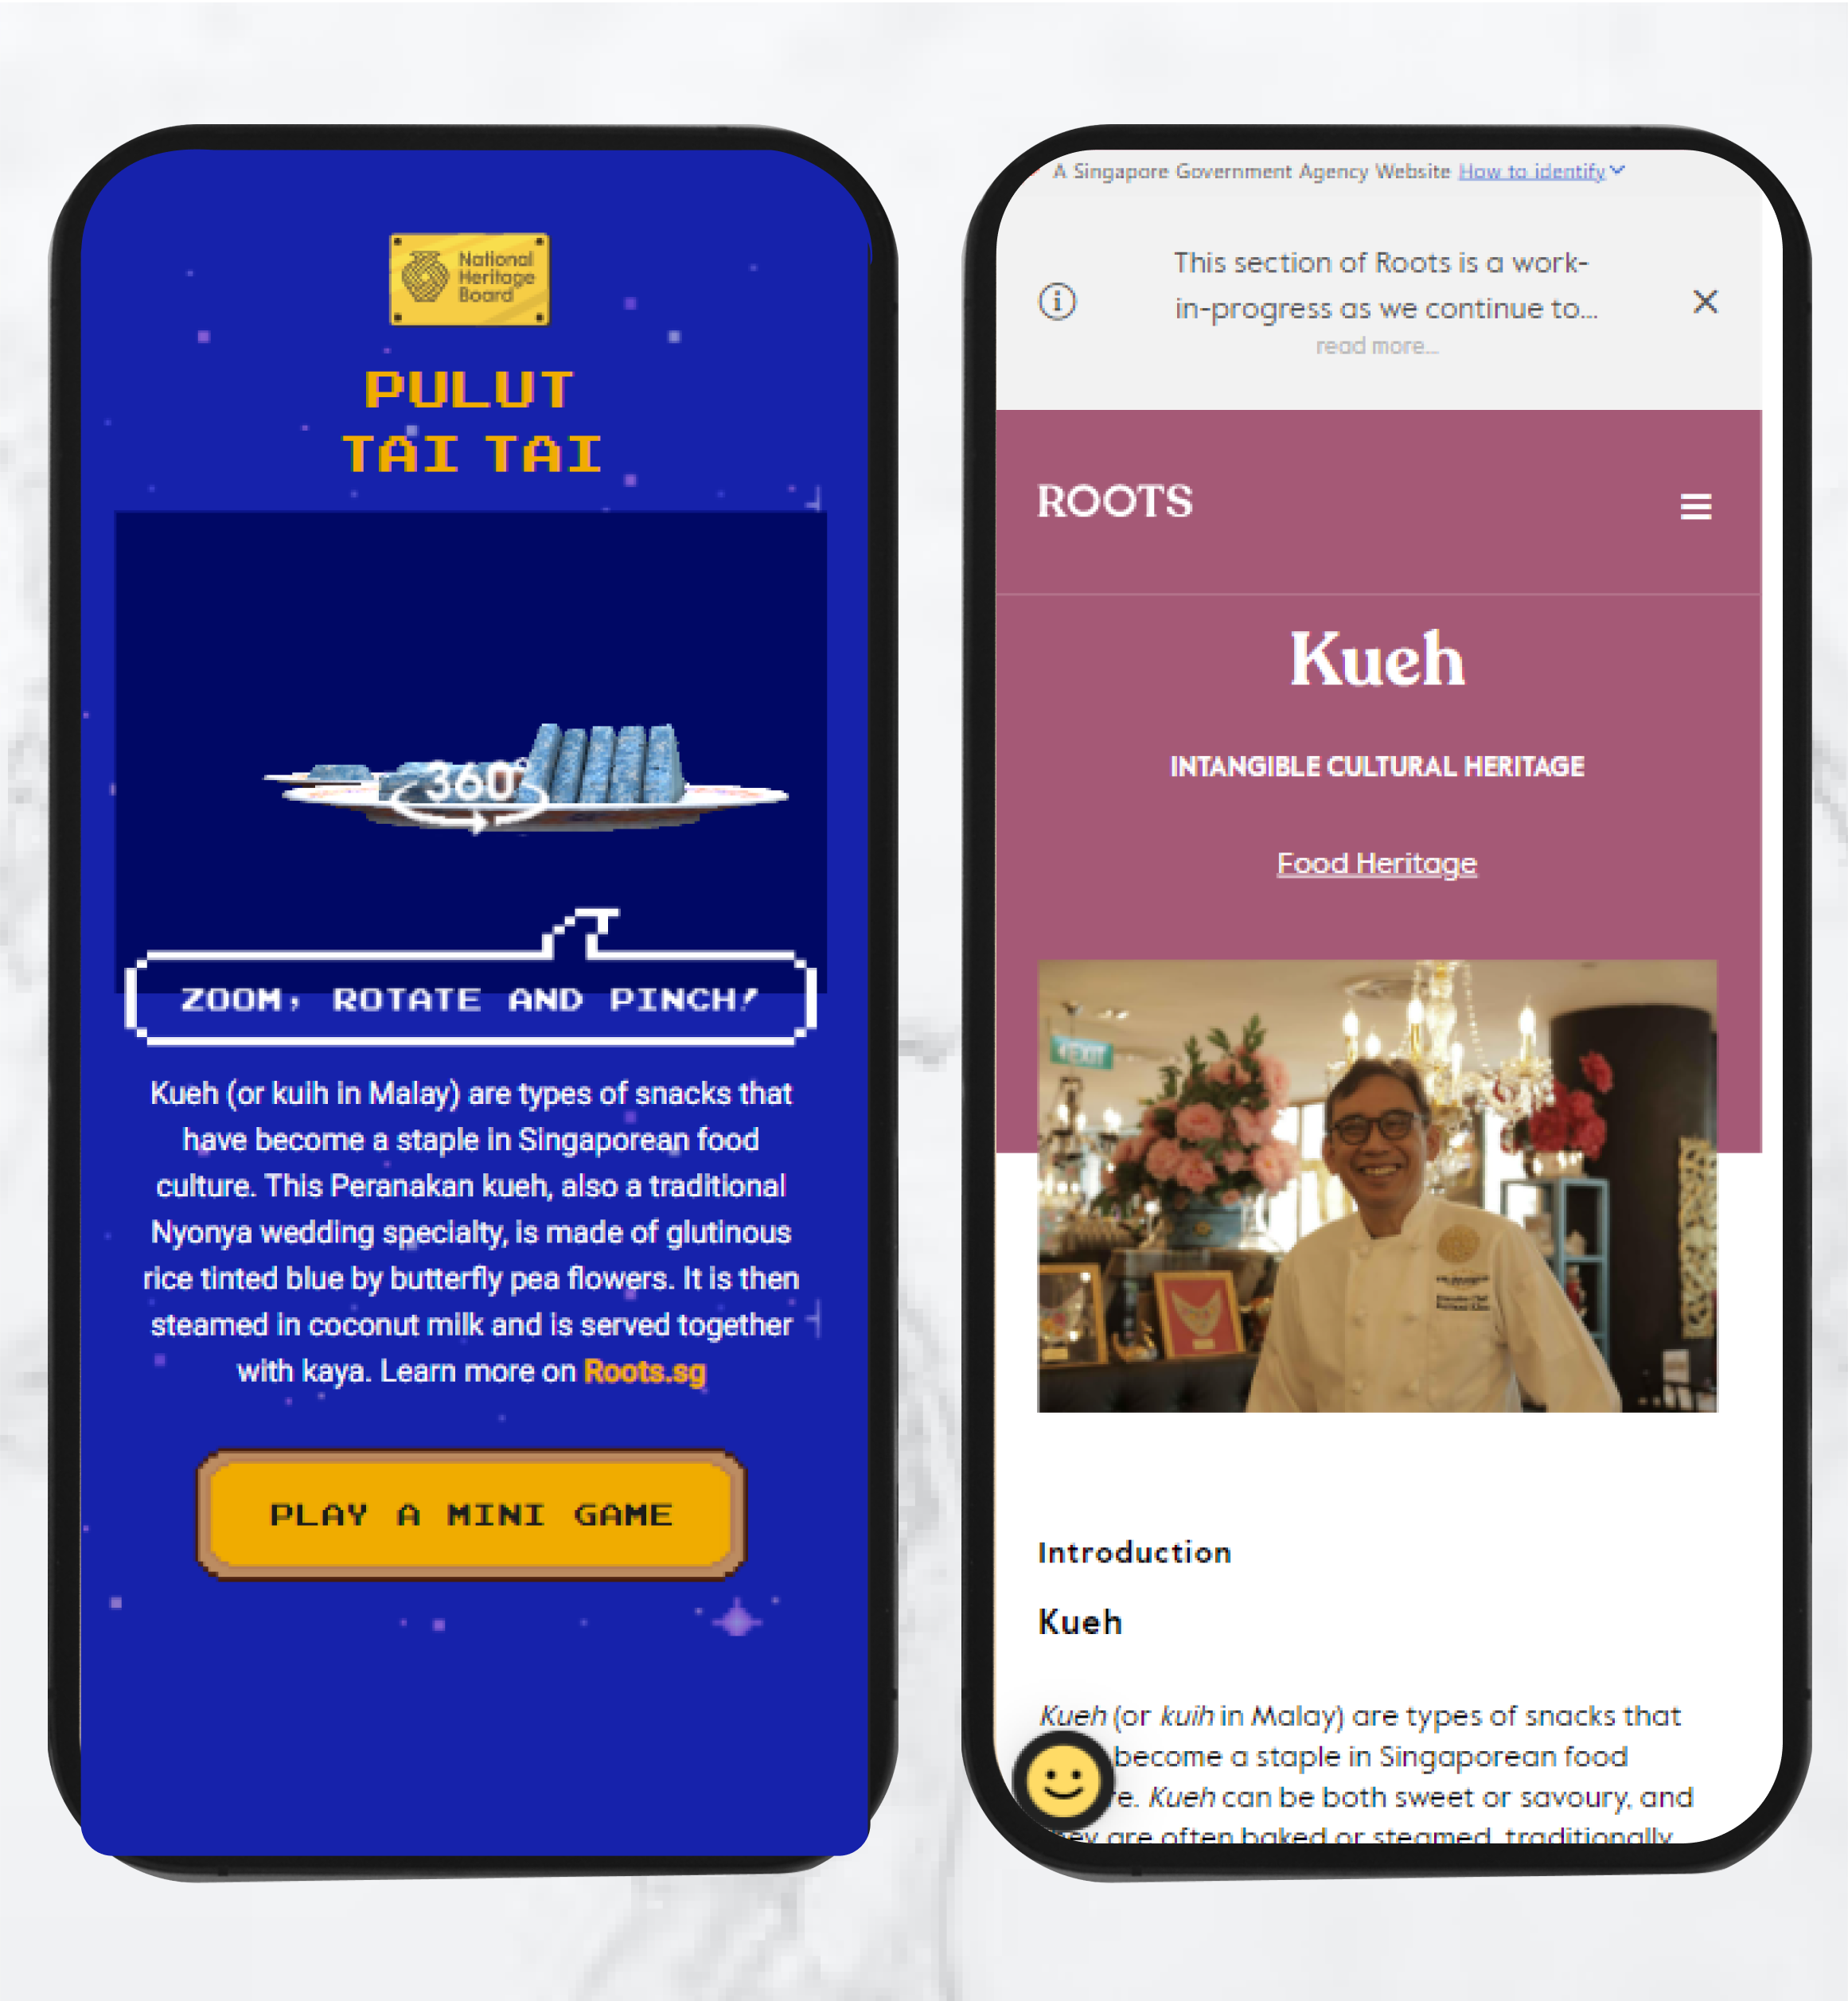 National
Heritage
Board
PULUT
TAI TAI
360°
ZOOM, ROTATE AND PINCH!
Kueh (or kuih in Malay) are types of snacks that
have become a staple in Singaporean food
culture. This Peranakan kueh, also a traditional
Nyonya wedding specialty, is made of glutinous
rice tinted blue by butterfly pea flowers. It is then
steamed in coconut milk and is served together
with kaya. Learn more on Roots.sg
PLAY A MINI GAME
A Singapore Government Agency Website How to identify
This section of Roots is a work-
in-progress as we continue to...
read more...
ROOTS
Kueh
INTANGIBLE CULTURAL HERITAGE
Food Heritage
EXIT
Introduction
Kueh
Kueh (or kuih in Malay) are types of snacks that
become a staple in Singaporean food
re. Kueh can be both sweet or savoury, and
they are often baked or steamed, traditionally